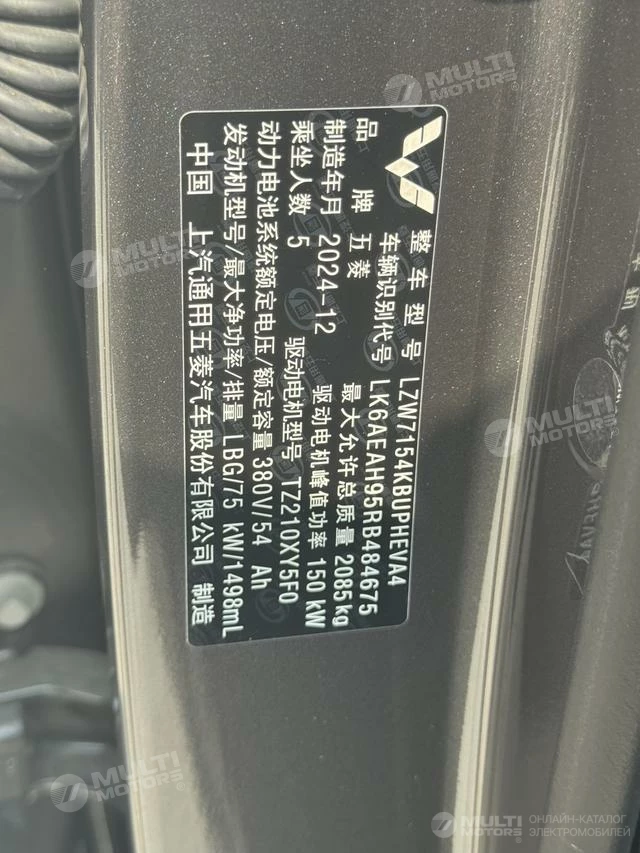 整车型号 LZW7154KBUPHEVA4
车辆识别代号 LK6AEAH95RB484675
品牌 五菱 最大允许总质量 2085kg
制造年月 2024-12 驱动电机峰值功率 150 kW
乘坐人数 5 驱动电机型号 TZ210XY5F0
动力电池系统额定电压/额定容量 380V/54 Ah
发动机型号/最大净功率/排量 LBG/75 kW/1498mL
中国 上汽通用五菱汽车股份有限公司 制造
MULTI MOTORS
MULTI MOTORS
MULTI MOTORS
MULTI MOTORS
MULTI MOTORS
ОНЛАЙН-КАТАЛОГ
ЭЛЕКТРОМОБИЛЕЙ